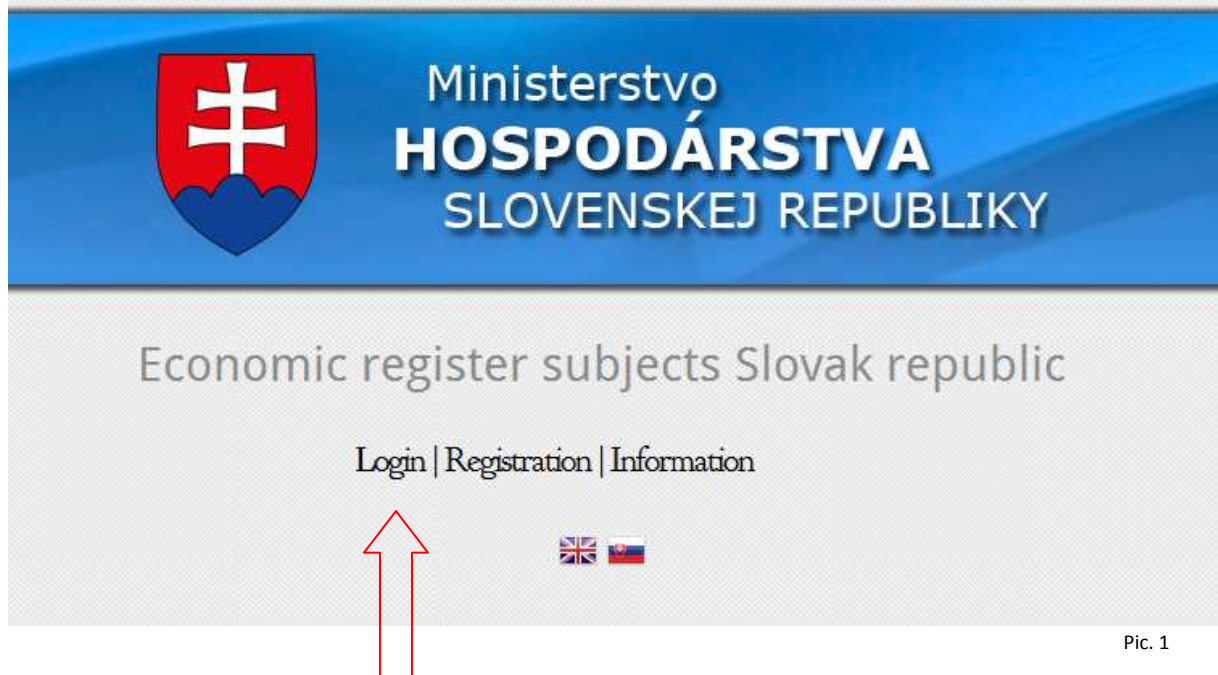 Ministerstvo
HOSPODÁRSTVA
SLOVENSKEJ REPUBLIKY
Economic register subjects Slovak republic
Login | Registration | Information
Pic. 1